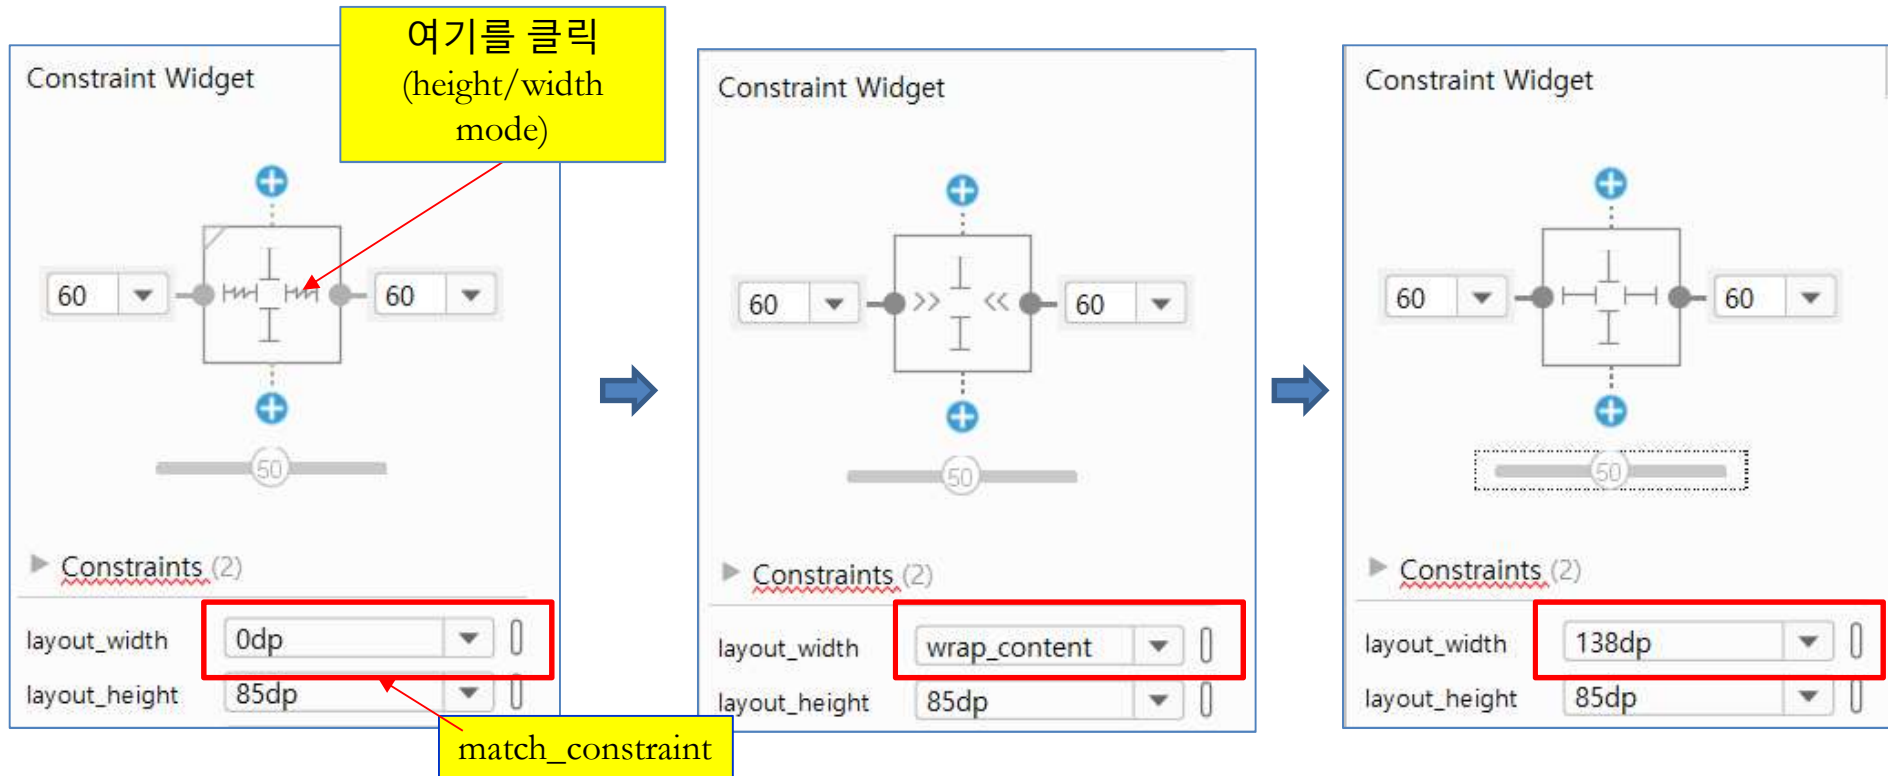 여기를 클릭
(height/width
mode)
Constraint Widget
60
60
50
Constraints (2)
layout_width
0dp
layout_height
85dp
match_constraint
Constraint Widget
60
60
50
Constraints (2)
layout_width
wrap_content
layout_height
85dp
Constraint Widget
60
60
50
Constraints (2)
layout_width
138dp
layout_height
85dp